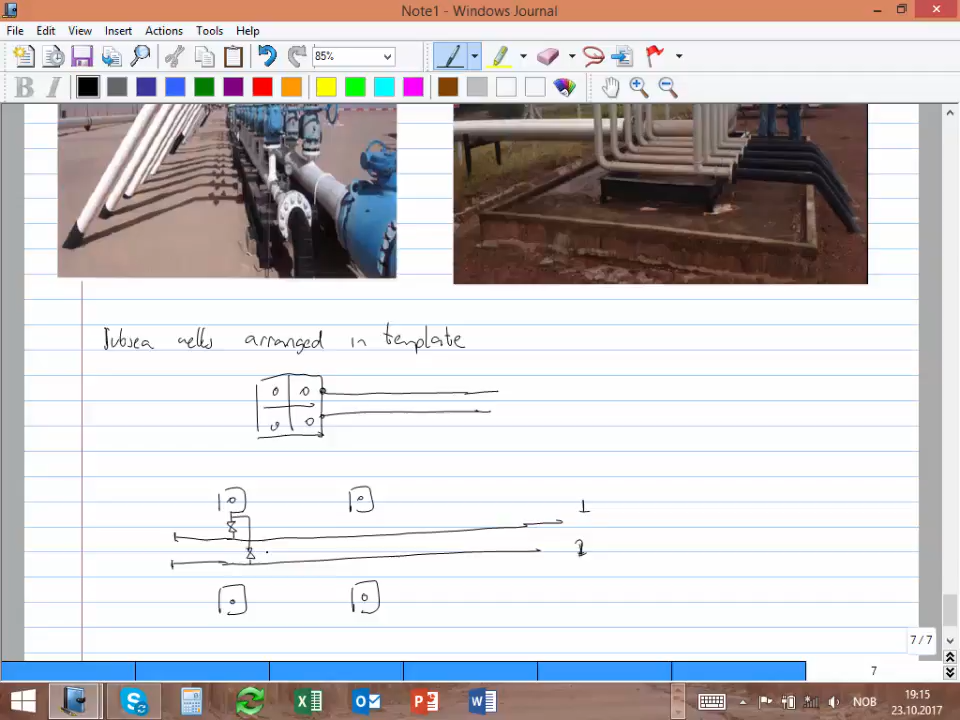 Note1 - Windows Journal
File Edit View Insert Actions Tools Help
85%
B I
Subsea wells arranged in template
1
2
7 / 7
7
NOB
19:15
23.10.2017